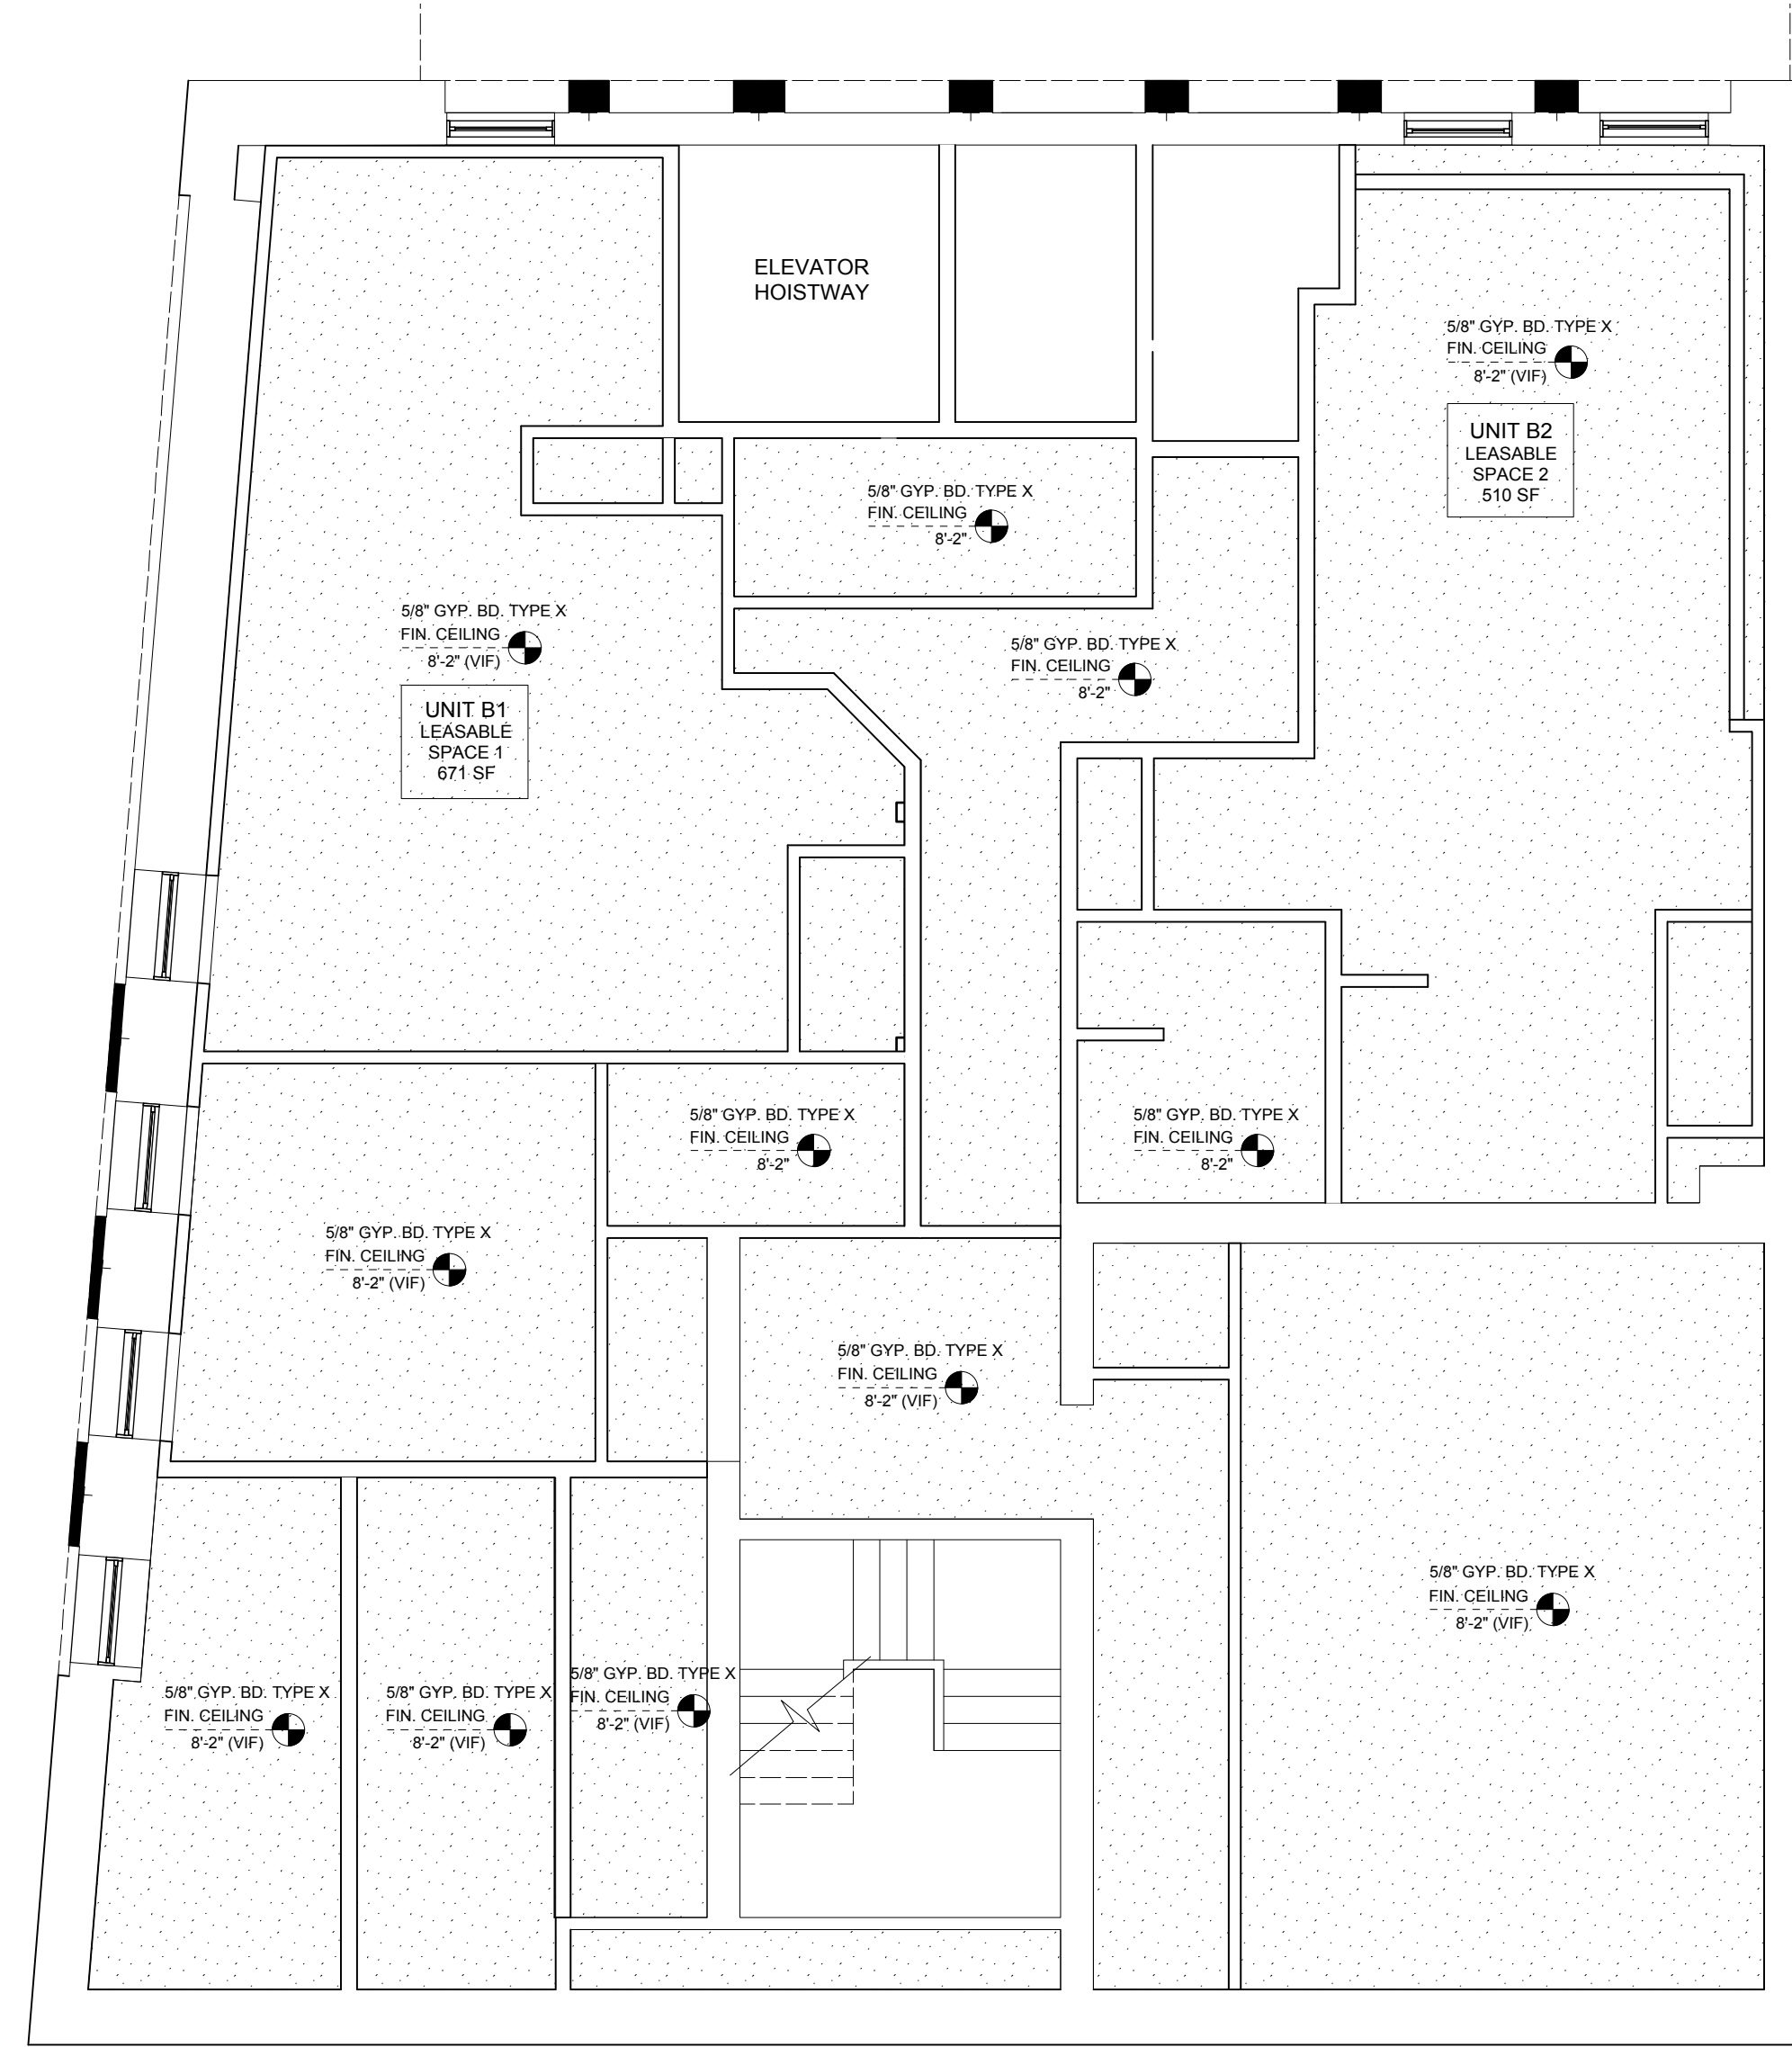 ELEVATOR
HOISTWAY
5/8" GYP. BD. TYPE X
FIN. CEILING
8'-2" (VIF)
UNIT B2
LEASABLE
SPACE 2
510 SF
5/8" GYP. BD. TYPE X
FIN. CEILING
8'-2"
5/8" GYP. BD. TYPE X
FIN. CEILING
8'-2" (VIF)
UNIT B1
LEASABLE
SPACE 1
671 SF
5/8" GYP. BD. TYPE X
FIN. CEILING
8'-2"
5/8" GYP. BD. TYPE X
FIN. CEILING
8'-2"
5/8" GYP. BD. TYPE X
FIN. CEILING
8'-2"
5/8" GYP. BD. TYPE X
FIN. CEILING
8'-2" (VIF)
5/8" GYP. BD. TYPE X
FIN. CEILING
8'-2" (VIF)
5/8" GYP. BD. TYPE X
FIN. CEILING
8'-2" (VIF)
5/8" GYP. BD. TYPE X
FIN. CEILING
8'-2" (VIF)
5/8" GYP. BD. TYPE X
FIN. CEILING
8'-2" (VIF)
5/8" GYP. BD. TYPE X
FIN. CEILING
8'-2" (VIF)